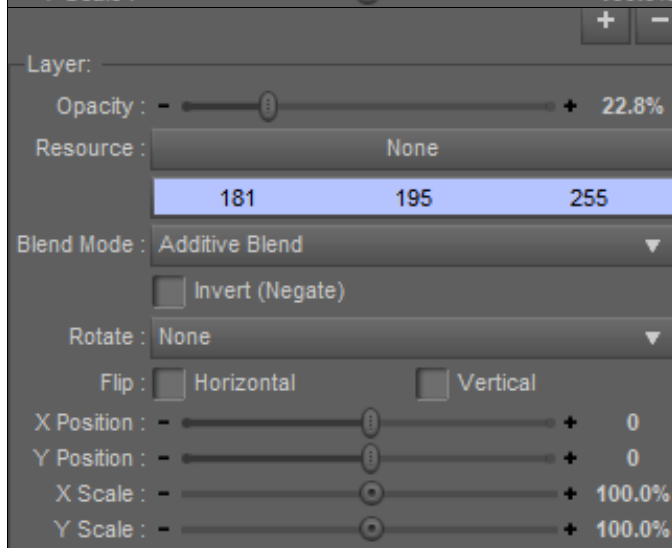 + -
Layer:
Opacity : - + 22.8%
Resource : None
181 195 255
Blend Mode : Additive Blend
Invert (Negate)
Rotate : None
Flip : Horizontal Vertical
X Position : - + 0
Y Position : - + 0
X Scale : - + 100.0%
Y Scale : - + 100.0%